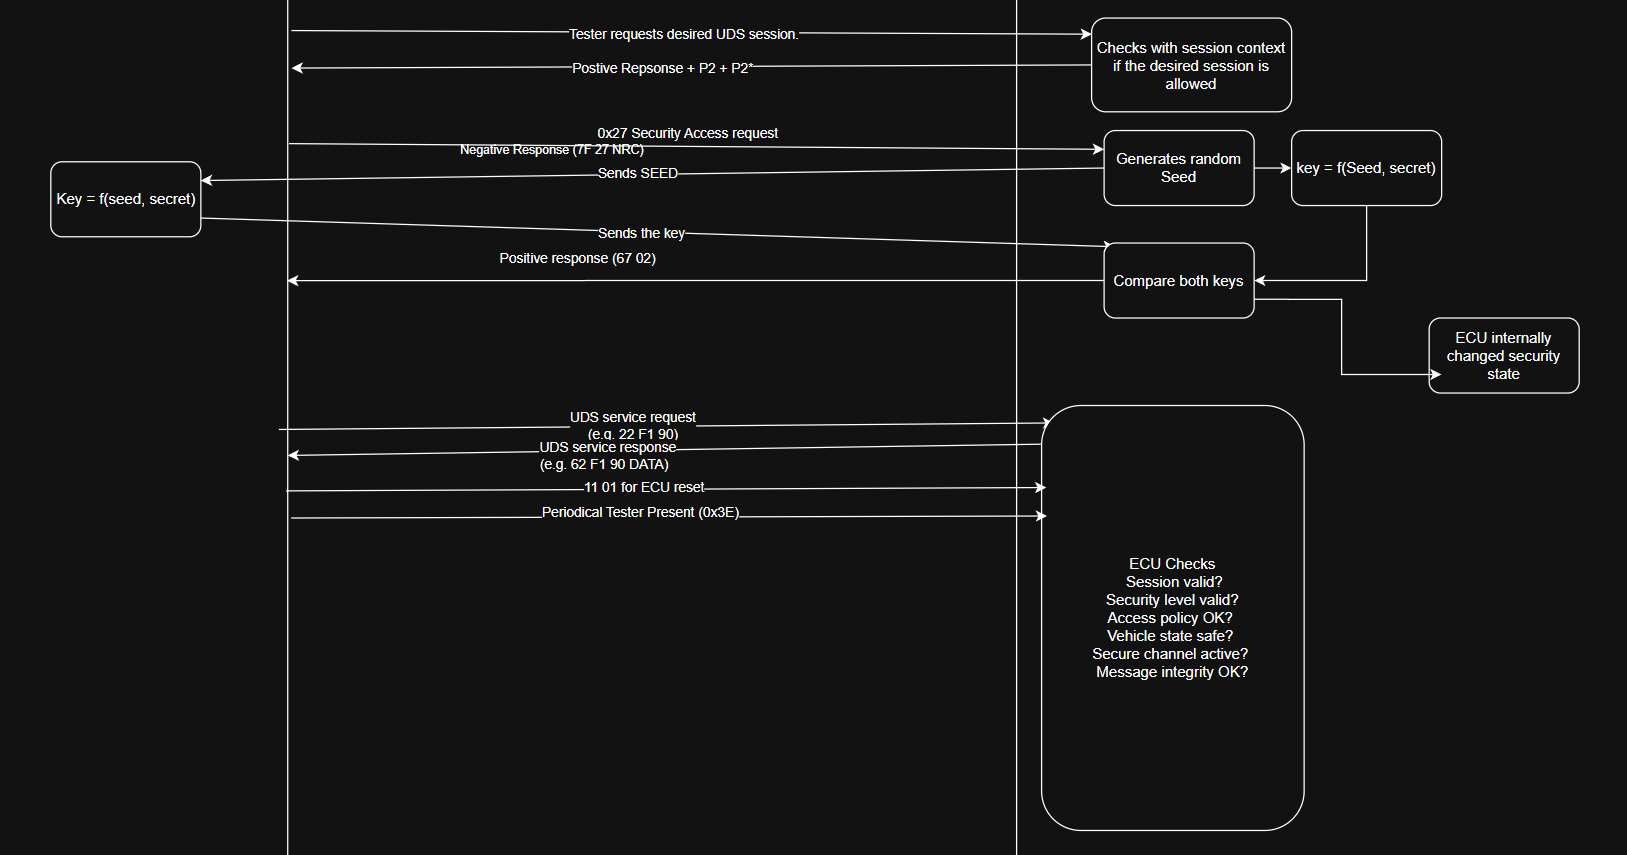 Tester requests desired UDS session.
Checks with session context
if the desired session is
allowed
Postive Repsonse + P2 + P2*
0x27 Security Access request
Negative Response (7F 27 NRC)
Generates random
Seed
key = f(Seed, secret)
Sends SEED
Key = f(seed, secret)
Sends the key
Positive response (67 02)
Compare both keys
ECU internally
changed security
state
UDS service request
(e.g. 22 F1 90)
UDS service response
(e.g. 62 F1 90 DATA)
11 01 for ECU reset
Periodical Tester Present (0x3E)
ECU Checks
Session valid?
Security level valid?
Access policy OK?
Vehicle state safe?
Secure channel active?
Message integrity OK?